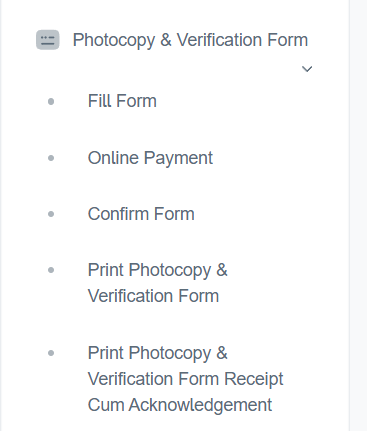 Photocopy & Verification Form
Fill Form
Online Payment
Confirm Form
Print Photocopy &
Verification Form
Print Photocopy &
Verification Form Receipt
Cum Acknowledgement